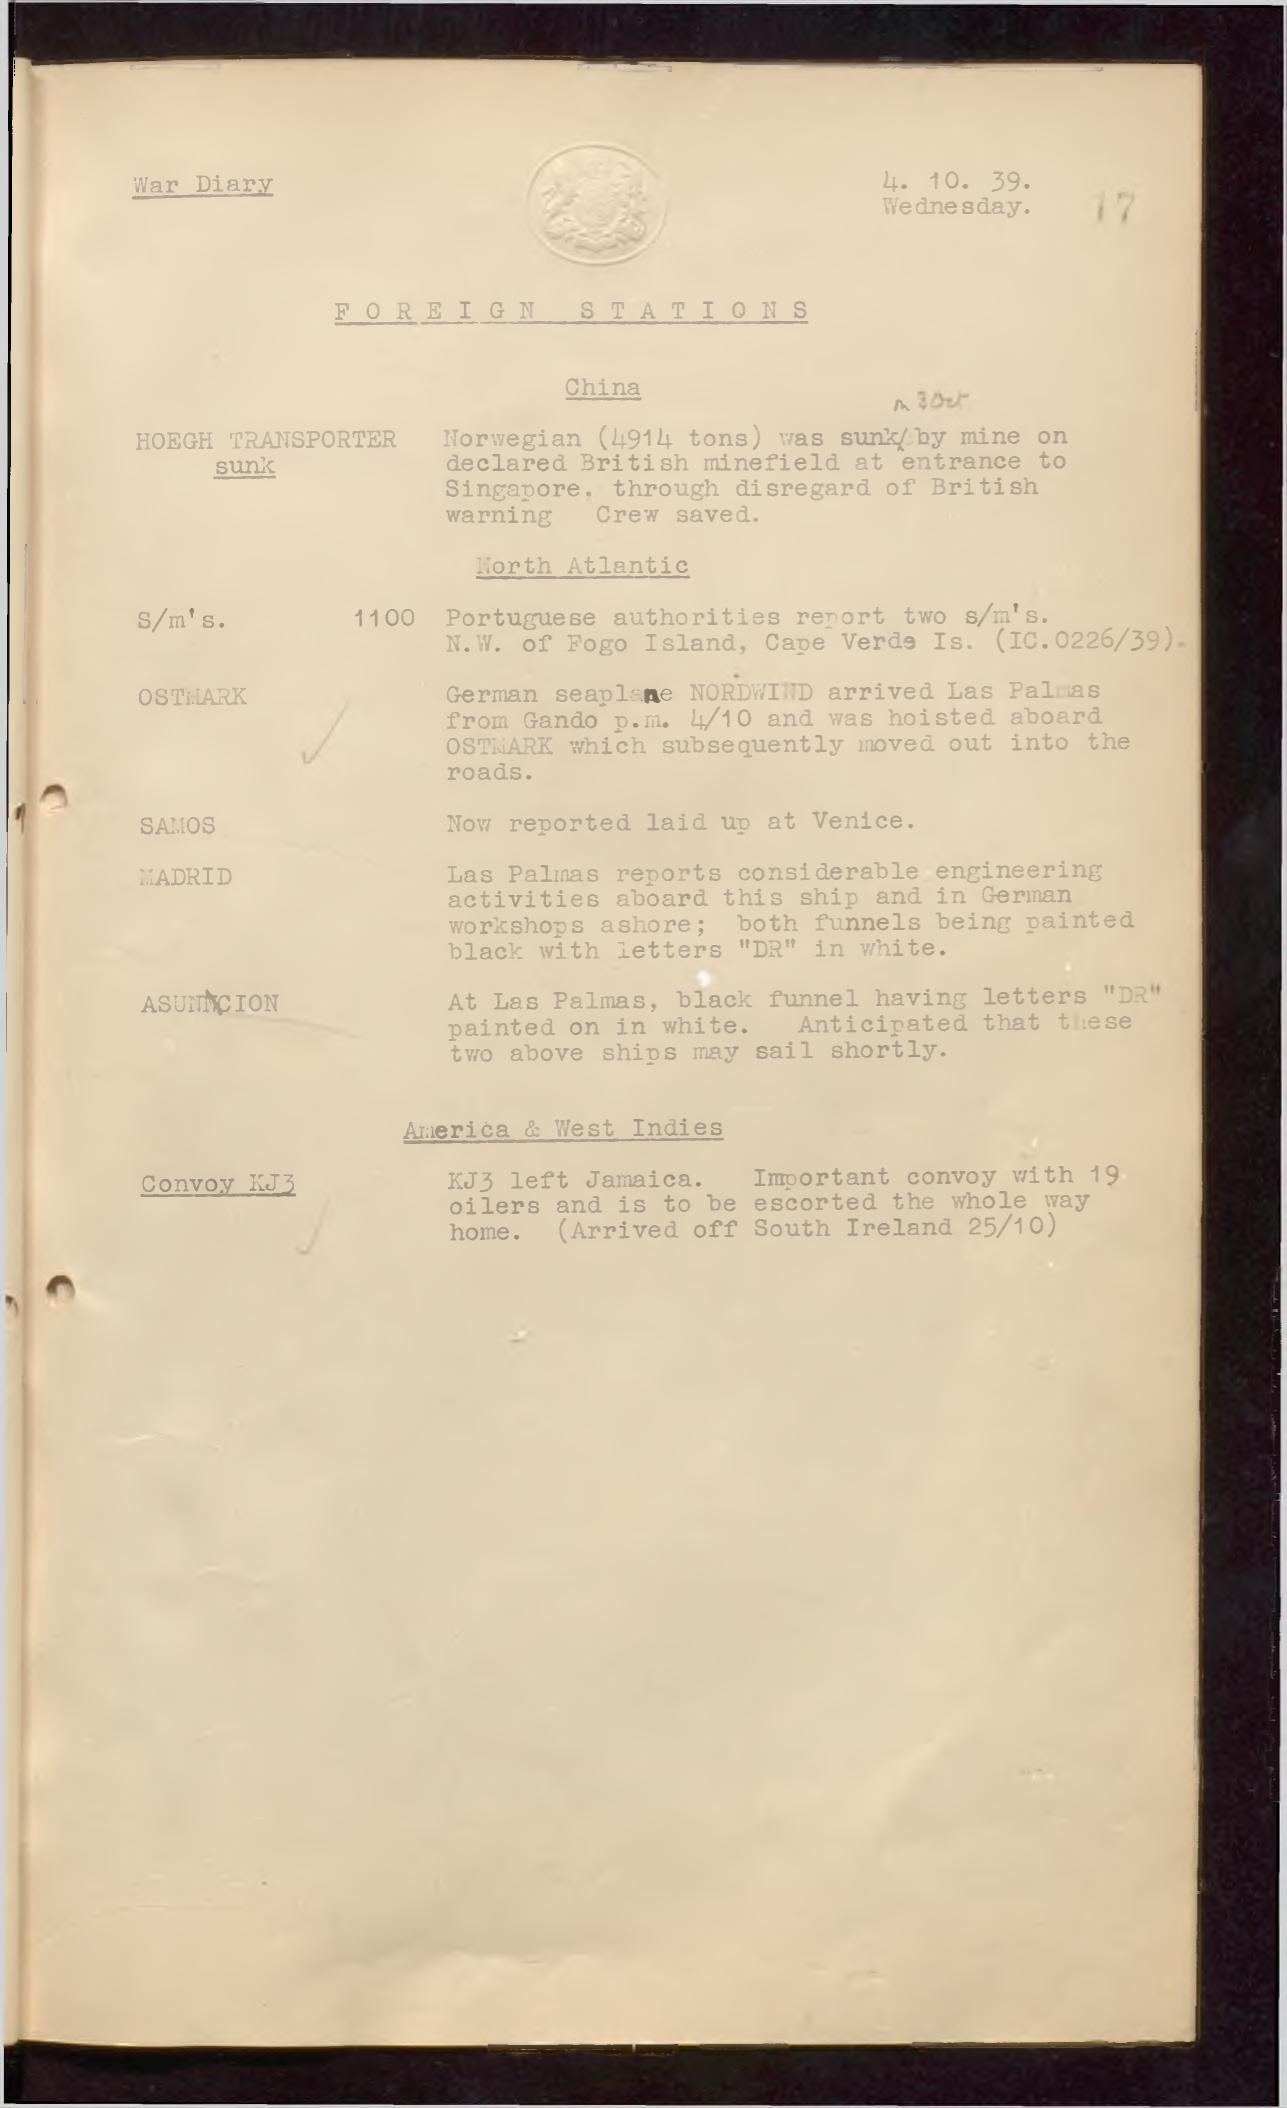 War Diary
4. 10. 39.
Wednesday.
17
FOREIGN STATIONS
China
on 3 Oct
HOEGH TRANSPORTER
sunk
Norwegian (4914 tons) was sunk/ by mine on
declared British minefield at entrance to
Singapore, through disregard of British
warning Crew saved.
North Atlantic
S/m's. 1100 Portuguese authorities report two s/m's.
N.W. of Fogo Island, Cape Verde Is. (IC.0226/39).
OSTMARK German seaplane NORDWIND arrived Las Palmas
from Gando p.m. 4/10 and was hoisted aboard
OSTMARK which subsequently moved out into the
roads.
SAMOS Now reported laid up at Venice.
MADRID Las Palmas reports considerable engineering
activities aboard this ship and in German
workshops ashore; both funnels being painted
black with letters "DR" in white.
ASUNNCION At Las Palmas, black funnel having letters "DR"
painted on in white. Anticipated that these
two above ships may sail shortly.
America & West Indies
Convoy KJ3 KJ3 left Jamaica. Important convoy with 19
oilers and is to be escorted the whole way
home. (Arrived off South Ireland 25/10)